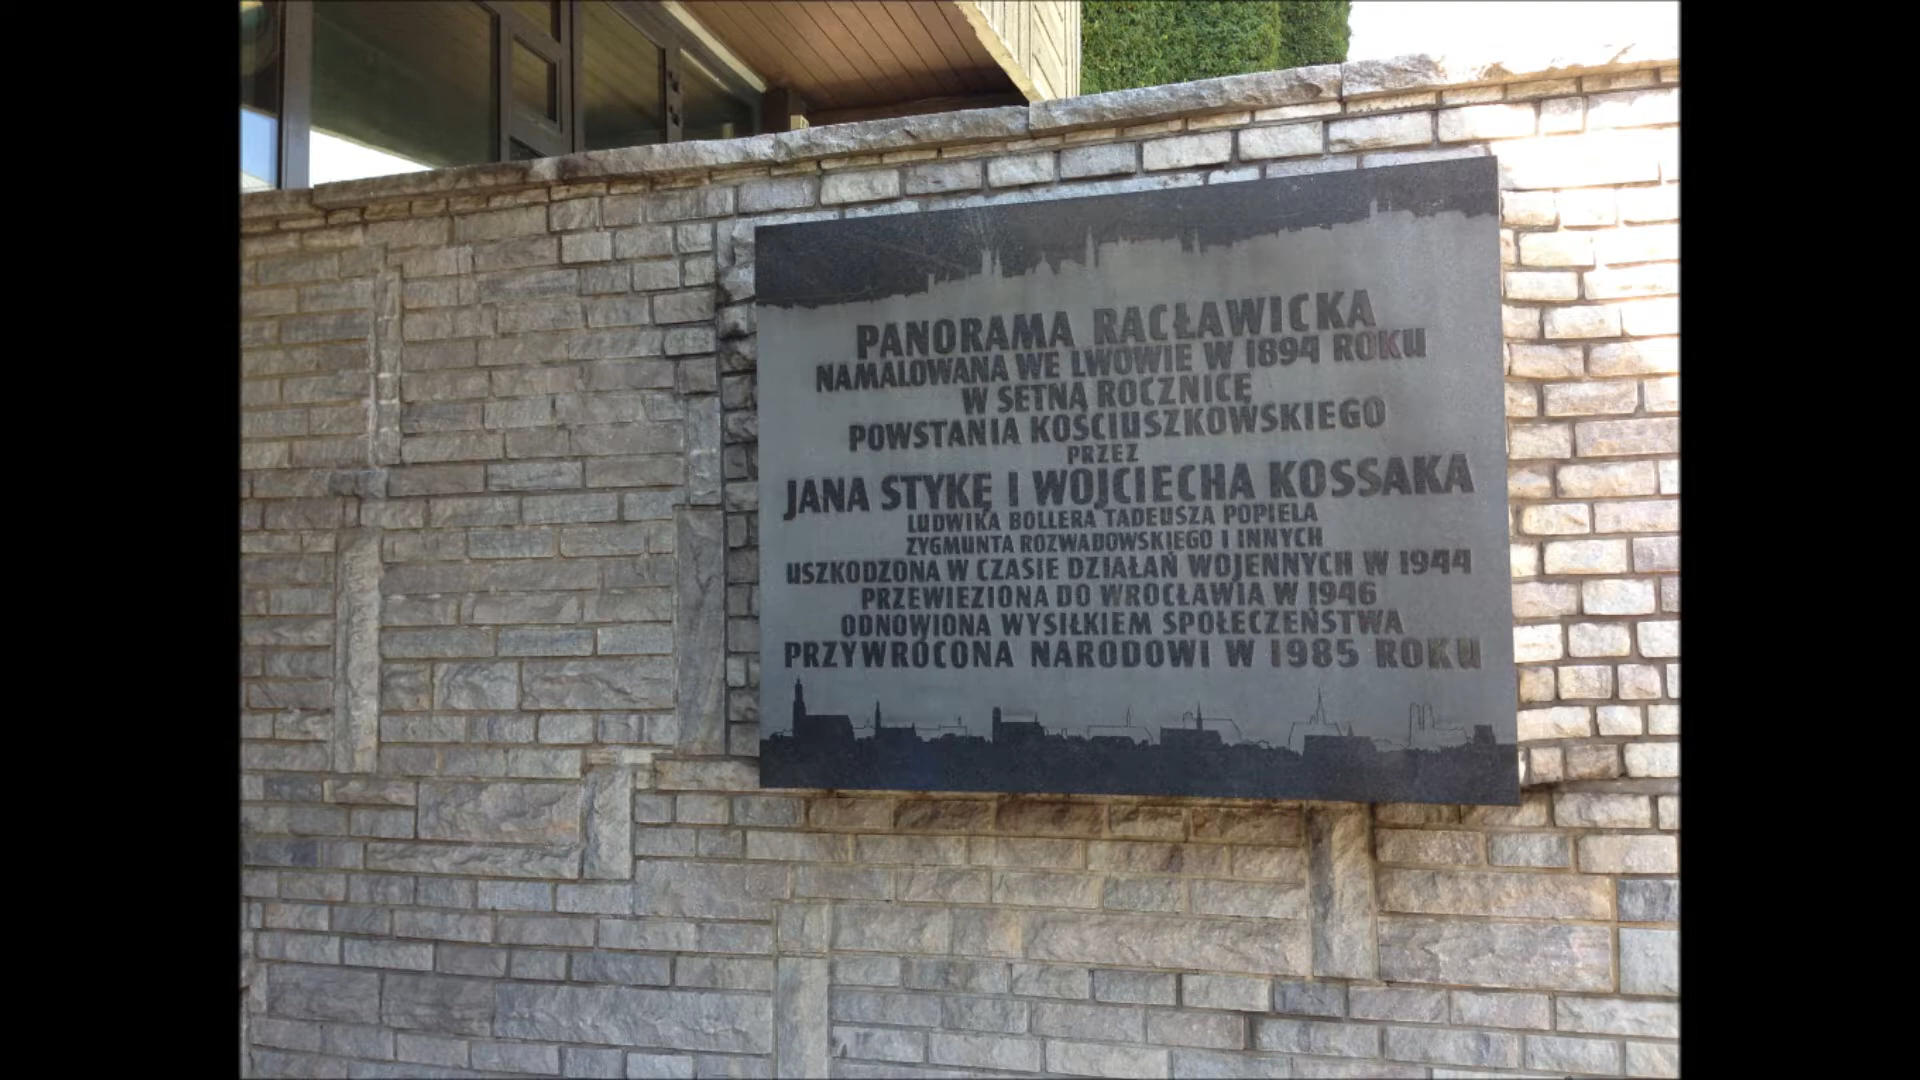 PANORAMA RACŁAWICKA
NAMALOWANA WE LWOWIE W 1894 ROKU
W SETNĄ ROCZNICĘ
POWSTANIA KOŚCIUSZKOWSKIEGO
PRZEZ
JANA STYKĘ I WOJCIECHA KOSSAKA
LUDWIKA BOLLERA TADEUSZA POPIELA
ZYGMUNTA ROZWADOWSKIEGO I INNYCH
USZKODZONA W CZASIE DZIAŁAŃ WOJENNYCH W 1944
PRZEWIEZIONA DO WROCŁAWIA W 1946
ODNOWIONA WYSIŁKIEM SPOŁECZEŃSTWA
PRZYWRÓCONA NARODOWI W 1985 ROKU